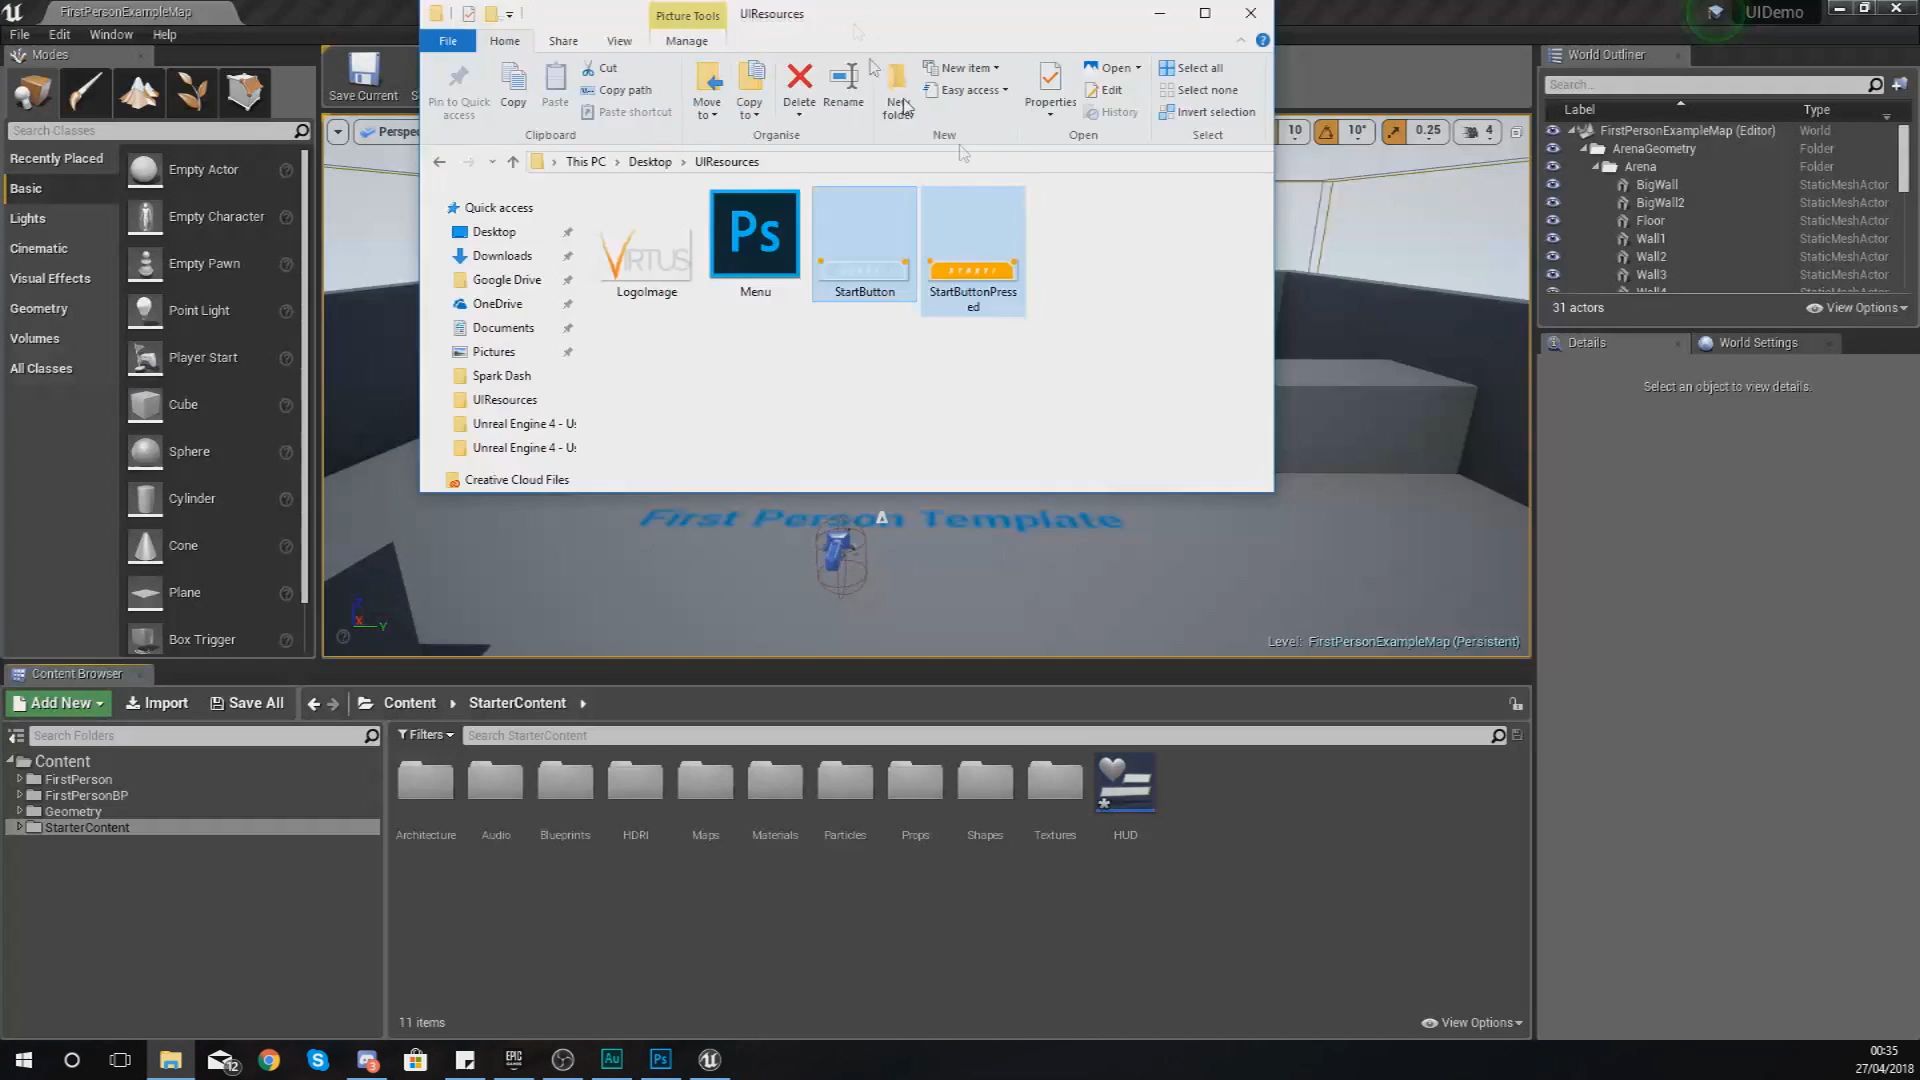 FirstPersonExampleMap
UIDemo
File Edit Window Help
Modes
Save Current
Search Classes
Recently Placed
Basic
Lights
Cinematic
Visual Effects
Geometry
Volumes
All Classes
Empty Actor
Empty Character
Empty Pawn
Point Light
Player Start
Cube
Sphere
Cylinder
Cone
Plane
Box Trigger
Picture Tools
UIResources
File Home Share View Manage
Pin to Quick access
Copy
Paste
Cut
Copy path
Paste shortcut
Clipboard
Move to
Copy to
Delete
Rename
Organise
New folder
New item
Easy access
New
Properties
Open
Edit
History
Open
Select all
Select none
Invert selection
Select
This PC > Desktop > UIResources
Quick access
Desktop
Downloads
Google Drive
OneDrive
Documents
Pictures
Spark Dash
UIResources
Unreal Engine 4 - U
Unreal Engine 4 - U
Creative Cloud Files
VIRTUS
LogoImage
Ps
Menu
StartButton
START!
StartButtonPress
ed
Perspe
10 10° 0.25 4
First Person Template
Z
X
Y
Level: FirstPersonExampleMap (Persistent)
World Outliner
Search...
Label Type
FirstPersonExampleMap (Editor) World
ArenaGeometry Folder
Arena Folder
BigWall StaticMeshActor
BigWall2 StaticMeshActor
Floor StaticMeshActor
Wall1 StaticMeshActor
Wall2 StaticMeshActor
Wall3 StaticMeshActor
31 actors
View Options
Details
World Settings
Select an object to view details.
Content Browser
Add New Import Save All Content StarterContent
Search Folders
Filters Search StarterContent
Content
FirstPerson
FirstPersonBP
Geometry
StarterContent
Architecture Audio Blueprints HDRI Maps Materials Particles Props Shapes Textures HUD
11 items
View Options
12
3
EPIC GAMES
Au
Ps
00:35
27/04/2018